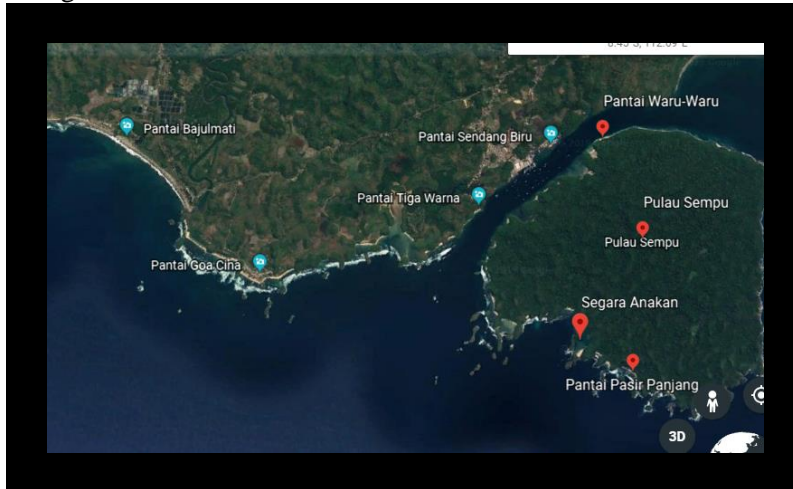 Pantai Waru-Waru
Pantai Bajulmati
Pantai Sendang Biru
Pantai Tiga Warna
Pulau Sempu
Pulau Sempu
Pantai Goa Cina
Segara Anakan
Pantai Pasir Panjang
3D